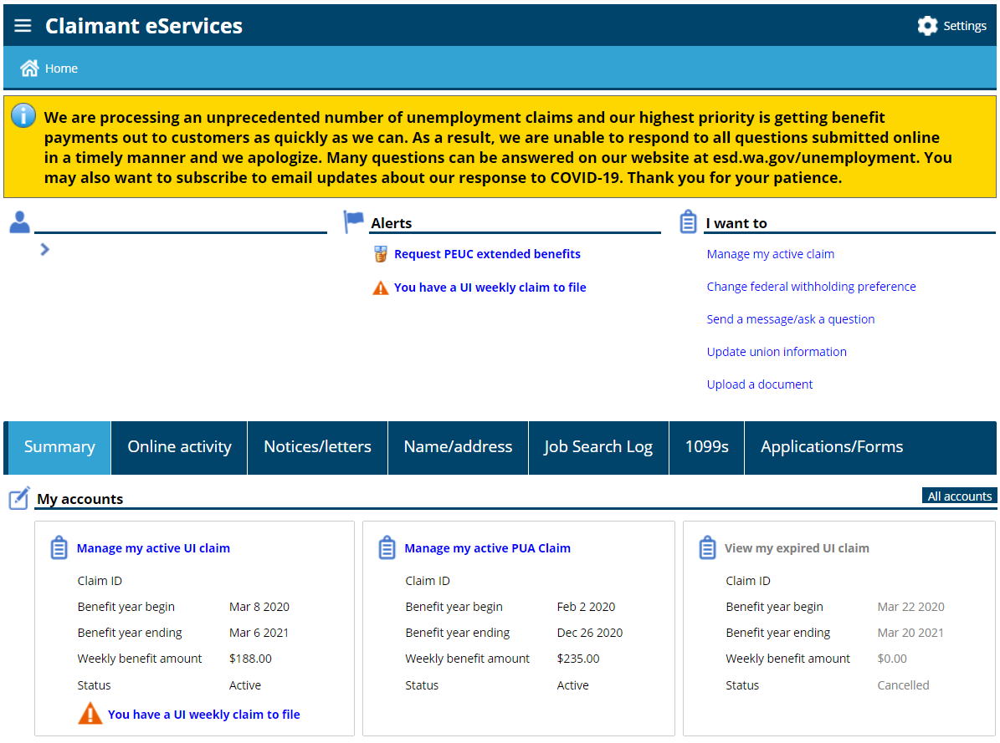 Claimant eServices
Settings
Home
We are processing an unprecedented number of unemployment claims and our highest priority is getting benefit
payments out to customers as quickly as we can. As a result, we are unable to respond to all questions submitted online
in a timely manner and we apologize. Many questions can be answered on our website at esd.wa.gov/unemployment. You
may also want to subscribe to email updates about our response to COVID-19. Thank you for your patience.
Alerts
Request PEUC extended benefits
You have a UI weekly claim to file
I want to
Manage my active claim
Change federal withholding preference
Send a message/ask a question
Update union information
Upload a document
Summary
Online activity
Notices/letters
Name/address
Job Search Log
1099s
Applications/Forms
My accounts
All accounts
Manage my active UI claim
Claim ID
Benefit year begin Mar 8 2020
Benefit year ending Mar 6 2021
Weekly benefit amount $188.00
Status Active
You have a UI weekly claim to file
Manage my active PUA Claim
Claim ID
Benefit year begin Feb 2 2020
Benefit year ending Dec 26 2020
Weekly benefit amount $235.00
Status Active
View my expired UI claim
Claim ID
Benefit year begin Mar 22 2020
Benefit year ending Mar 20 2021
Weekly benefit amount $0.00
Status Cancelled